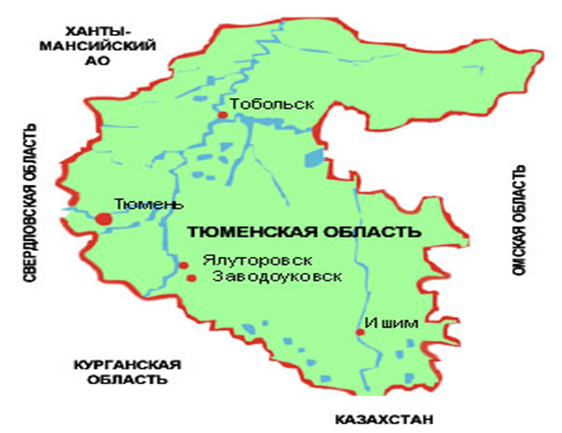 ХАНТЫ-
МАНСИЙСКИЙ
АО
Тобольск
СВЕРДЛОВСКАЯ ОБЛАСТЬ
ОМСКАЯ ОБЛАСТЬ
Тюмень
ТЮМЕНСКАЯ ОБЛАСТЬ
Ялуторовск
Заводоуковск
Ишим
КУРГАНСКАЯ
ОБЛАСТЬ
КАЗАХСТАН